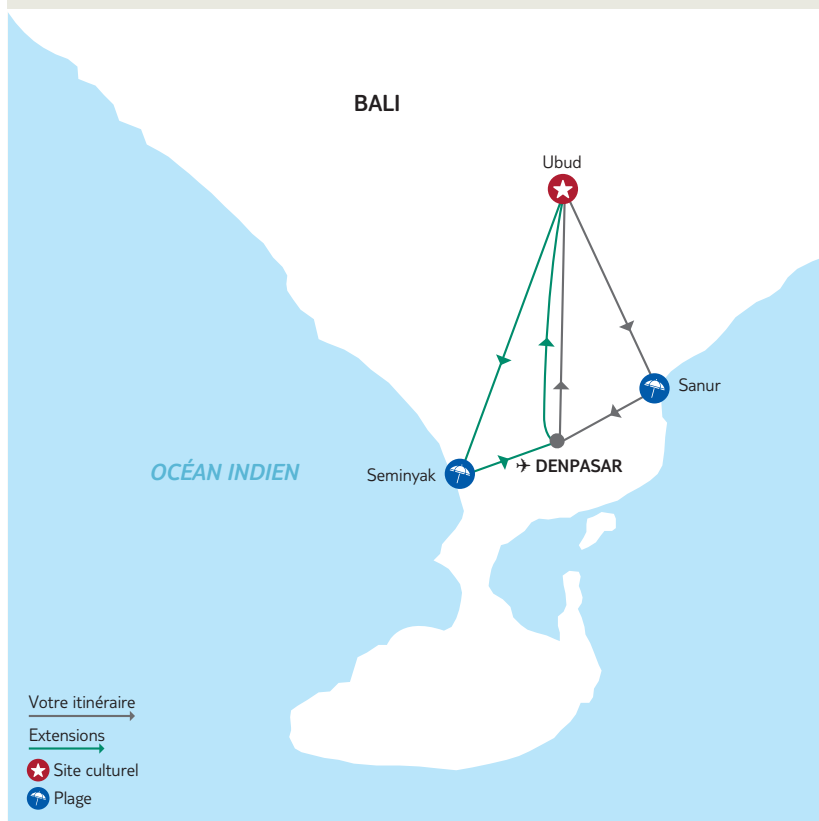 BALI
Ubud
Sanur
DENPASAR
Seminyak
OCÉAN INDIEN
Votre itinéraire
Extensions
Site culturel
Plage